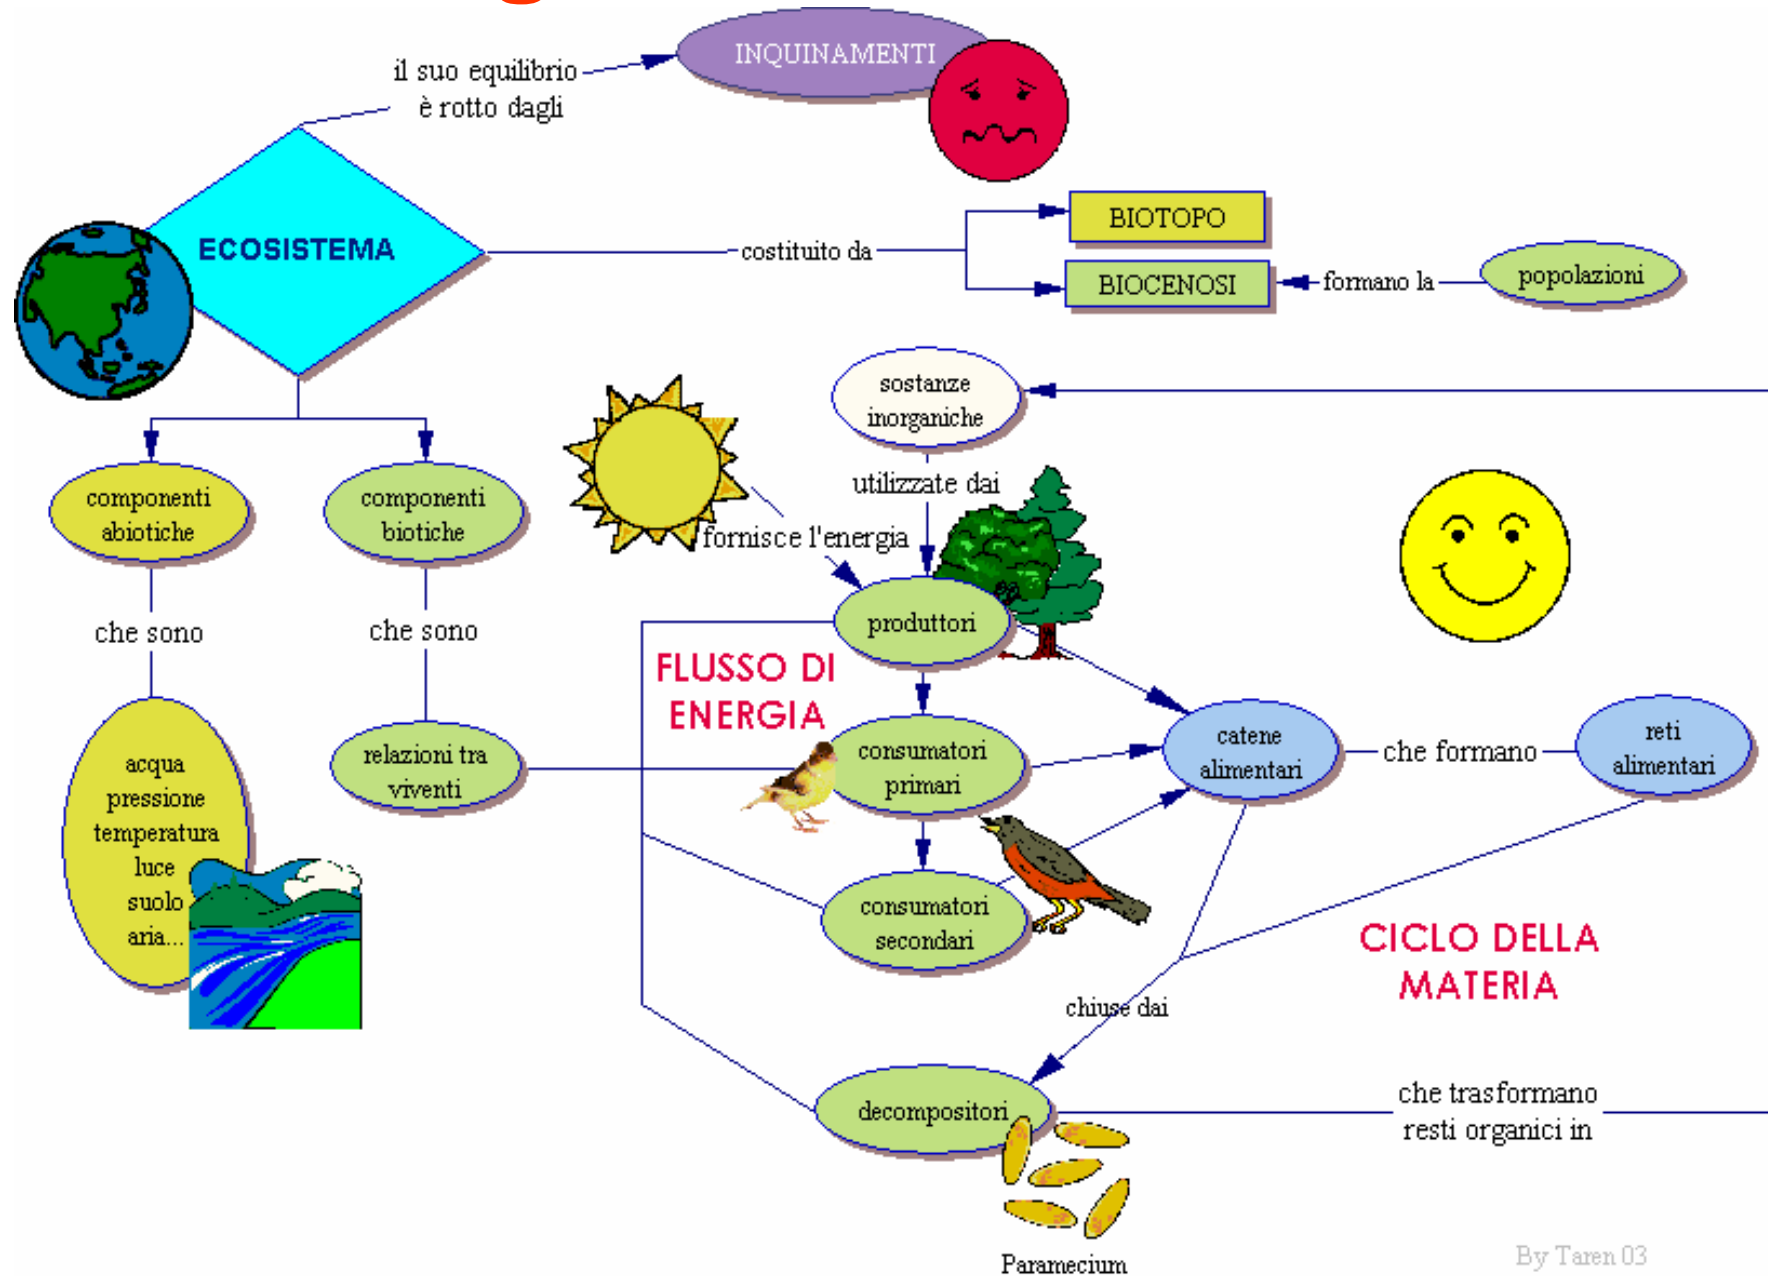 INQUINAMENTI
il suo equilibrio
è rotto dagli
ECOSISTEMA
costituito da
BIOTOPO
BIOCENOSI
formano la
popolazioni
sostanze
inorganiche
utilizzate dai
fornisce l'energia
componenti
abiotiche
componenti
biotiche
che sono
che sono
produttori
FLUSSO DI
ENERGIA
acqua
pressione
temperatura
luce
suolo
aria...
relazioni tra
viventi
consumatori
primari
catene
alimentari
che formano
reti
alimentari
consumatori
secondari
CICLO DELLA
MATERIA
chiuse dai
decompositori
che trasformano
resti organici in
Paramecium
By Taren 03